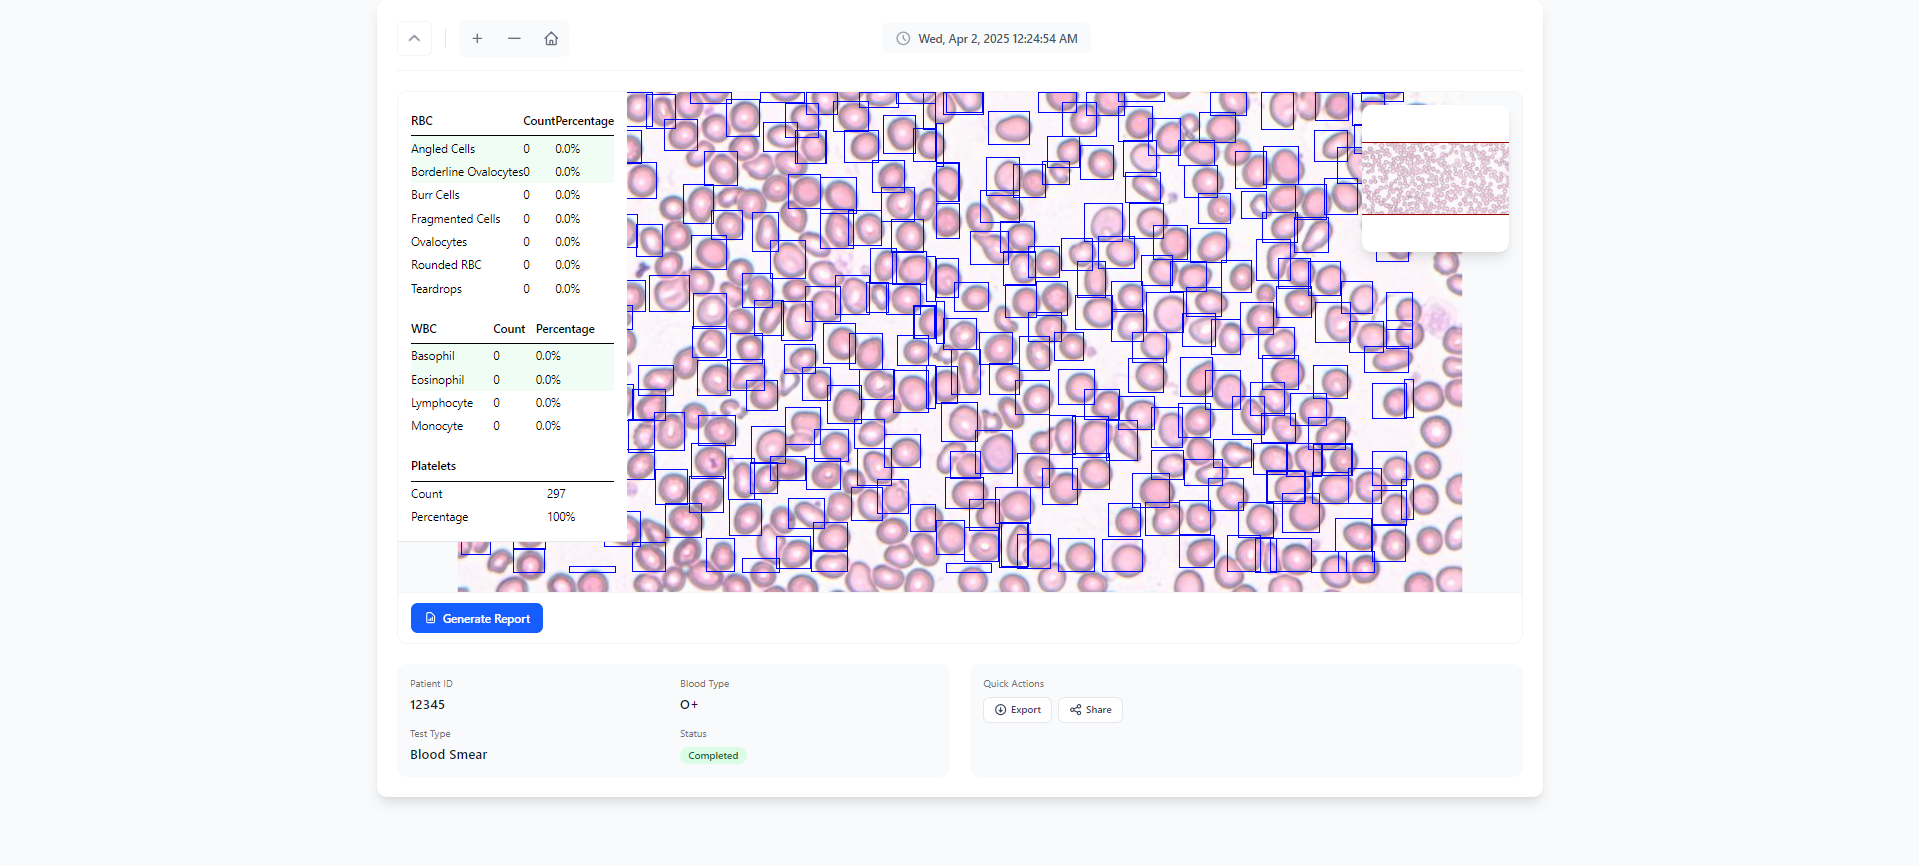 Wed, Apr 2, 2025 12:24:54 AM
RBC CountPercentage
Angled Cells 0 0.0%
Borderline Ovalocytes0 0.0%
Burr Cells 0 0.0%
Fragmented Cells 0 0.0%
Ovalocytes 0 0.0%
Rounded RBC 0 0.0%
Teardrops 0 0.0%
WBC Count Percentage
Basophil 0 0.0%
Eosinophil 0 0.0%
Lymphocyte 0 0.0%
Monocyte 0 0.0%
Platelets
Count 297
Percentage 100%
Generate Report
Patient ID
12345
Blood Type
O+
Test Type
Blood Smear
Status
Completed
Quick Actions
Export
Share